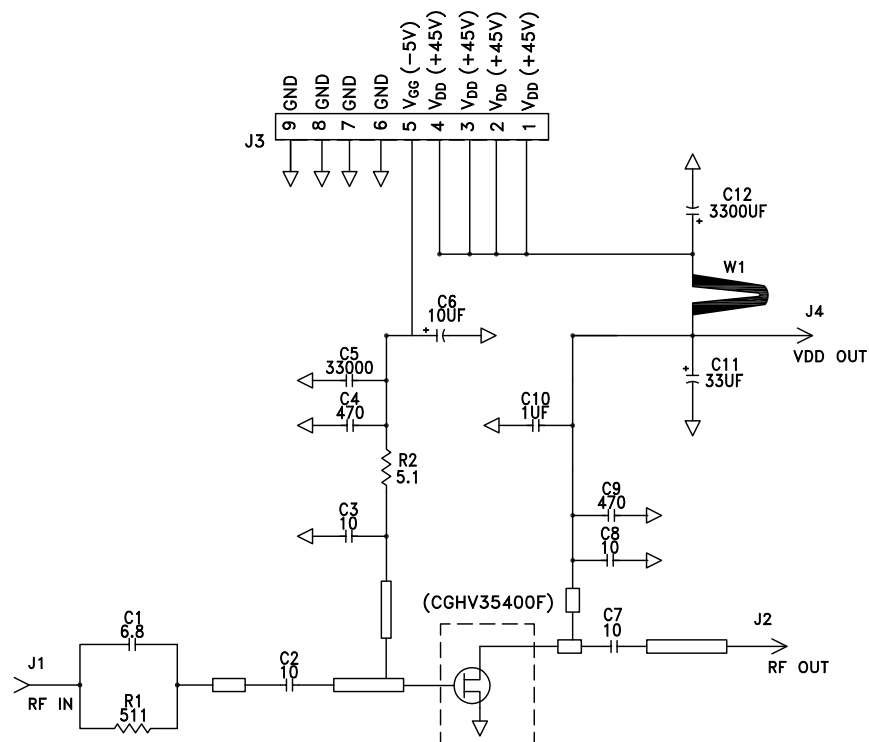 VGG (-5V)
VDD (+45V)
VDD (+45V)
VDD (+45V)
VDD (+45V)
GND
GND
GND
GND
9
8
7
6
5
4
3
2
1
J3
C12
3300UF
+
W1
C6
10UF
+
J4
VDD OUT
C5
33000
C11
33UF
+
C4
470
C10
1UF
R2
5.1
C9
470
C3
10
C8
10
(CGHV35400F)
C1
6.8
C7
10
J2
RF OUT
J1
RF IN
C2
10
R1
511